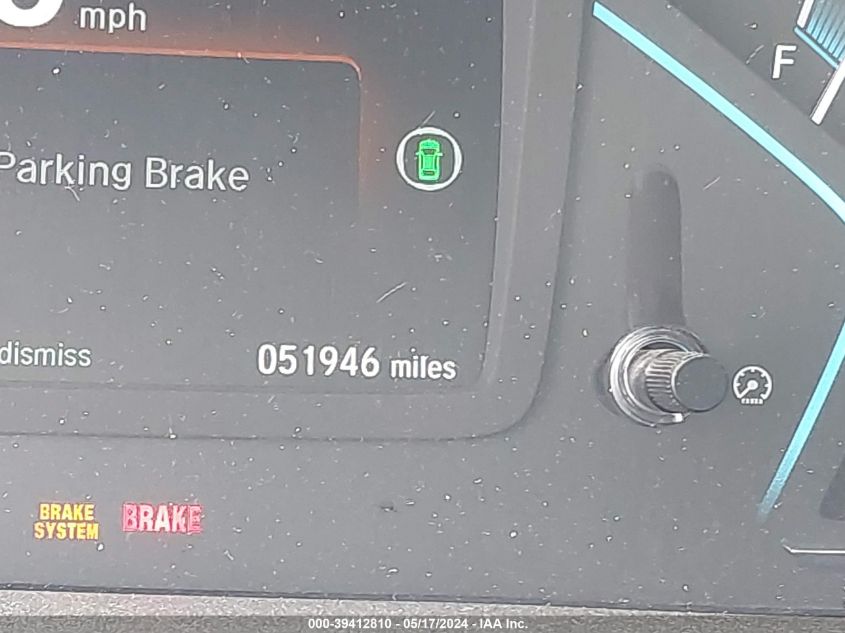 mph
F
Parking Brake
dismiss
051946 miles
BRAKE
SYSTEM
BRAKE
000-39412810 - 05/17/2024 - IAA Inc.